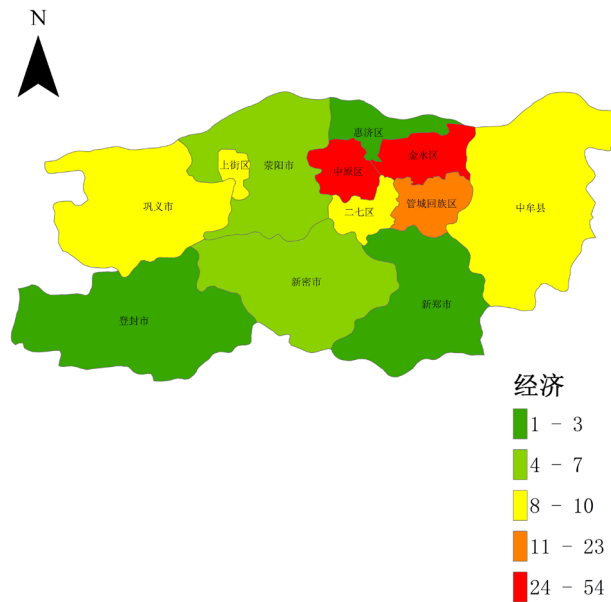 N
惠济区
金水区
上街区
荥阳市
中原区
巩义市
二七区
管城回族区
中牟县
新密市
登封市
新郑市
经济
1 - 3
4 - 7
8 - 10
11 - 23
24 - 54